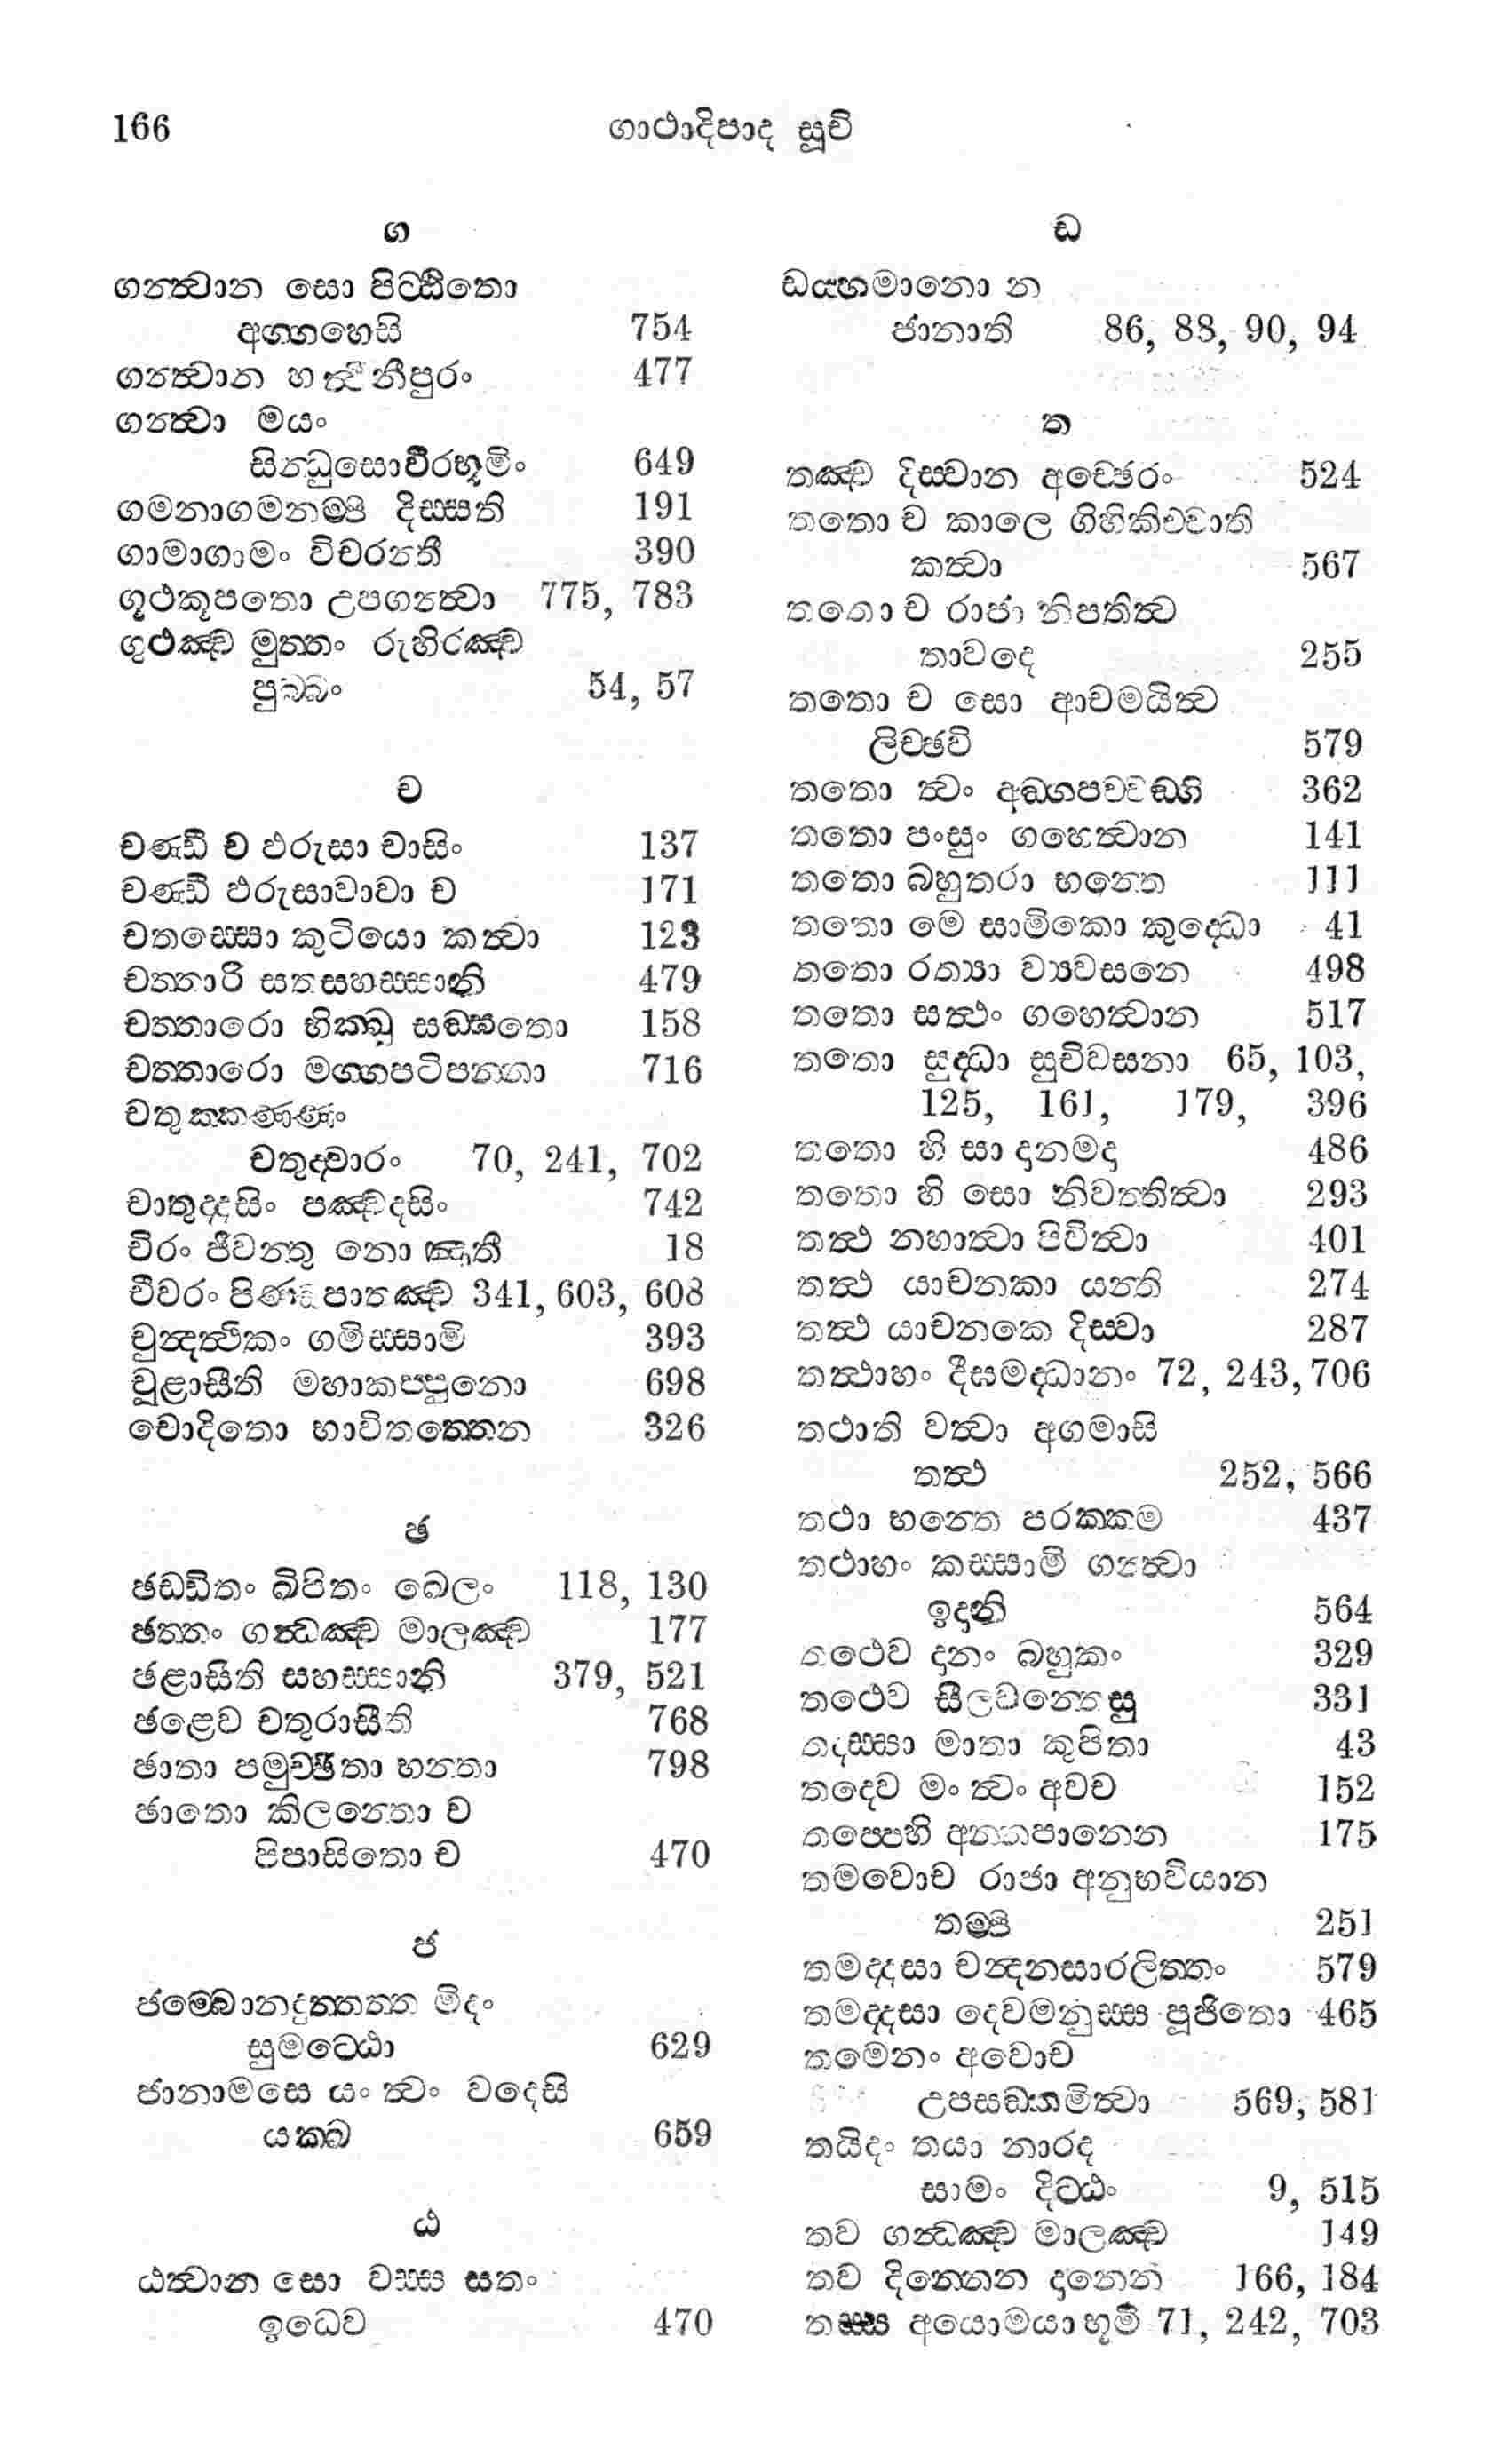 166 ගාථාදිපාද සූචි
ග
ගන්ත්වාන සො පිට්ඨිතො
අග්ගහෙසි 754
ගන්ත්වාන හත්ථිනීපුරං 477
ගන්ත්වා මයං
සින්ධුසොවීරභූමිං 649
ගමනාගමනම්පි දිස්සති 191
ගාමාගාමං විචරන්තී 390
ගූථකූපතො උපගන්ත්වා 775, 783
ගුථඤ්ච මුත්තං රුහිරඤ්ච
පුබ්බං 54, 57
ච
චණ්ඩී ච ඵරුසා චාසිං 137
චණ්ඩී ඵරුසාවාචා ච 171
චතස්සො කුටියො කත්වා 123
චත්තාරි සතසහස්සානි 479
චත්තාරො භික්ඛූ සඞ්ඝතො 158
චත්තාරො මග්ගපටිපන්නා 716
චතුක්කණ්ණං
චතුද්වාරං 70, 241, 702
චාතුද්දසිං පඤ්චදසිං 742
චිරං ජීවන්තු නො ඤාතී 18
චීවරං පිණ්ඩපාතඤ්ච 341, 603, 608
චුන්දත්ථිකං ගමිස්සාමි 393
චූළාසීති මහාකප්පුනො 698
චොදිතො භාවිතත්තෙන 326
ඡ
ඡඩ්ඩිතං ඛිපිතං ඛෙලං 118, 130
ඡත්තං ගන්ධඤ්ච මාලඤ්ච 177
ඡළාසීති සහස්සානි 379, 521
ඡළෙව චතුරාසීති 768
ඡාතා පමුච්ඡිතා භන්තා 798
ඡාතො කිලන්තො ච
පිපාසිතො ච 470
ජ
ජම්බොනදුත්තත්ත මිදං
සුමට්ඨො 629
ජානාමසෙ යං ත්වං වදෙසි
යක්ඛ 659
ඨ
ඨත්වාන සො වස්ස සතං
ඉධෙව 470
ඩ
ඩය්හමානො න
ජානාති 86, 88, 90, 94
ත
තඤ්ච දිස්වාන අච්ඡෙරං 524
තතො ච කාලෙ ගිහිකිච්චාති
කත්වා 567
තතො ච රාජා නිපතිත්ව
තාවදෙ 255
තතො ච සො ආචමයිත්ව
ලිච්ඡවි 579
තතො ත්වං අඞ්ගපච්චඞ්ගි 362
තතො පංසුං ගහෙත්වාන 141
තතො බහුතරා භන්තෙ 111
තතො මෙ සාමිකො කුද්ධො 41
තතො රත්‍යා ව්‍යවසනෙ 498
තතො සත්ථං ගහෙත්වාන 517
තතො සුද්ධා සුචිවසනා 65, 103,
125, 161, 179, 396
තතො හි සා දානමදා 486
තතො හි සො නිවත්තිත්වා 293
තත්ථ නහාත්වා පිවිත්වා 401
තත්ථ යාචනකා යන්ති 274
තත්ථ යාචනකෙ දිස්වා 287
තත්ථාහං දීඝමද්ධානං 72, 243, 706
තථාති වත්වා අගමාසි
තත්ථ 252, 566
තථා භන්තෙ පරක්කම 437
තථාහං කස්සාමි ගන්ත්වා
ඉදානි 564
තථෙව දානං බහුකං 329
තථෙව සීලවන්තෙසු 331
තදස්සා මාතා කුපිතා 43
තදෙව මං ත්වං අවච 152
තප්පෙහි අන්නපානෙන 175
තමවොච රාජා අනුභවියාන
තම්පි 251
තමද්දසා චන්දනසාරලිත්තං 579
තමද්දසා දෙවමනුස්ස පූජිතො 465
තමෙනං අවොච
උපසඞ්කමිත්වා 569, 581
තයිදං තයා නාරද
සාමං දිට්ඨං 9, 515
තව ගන්ධඤ්ච මාලඤ්ච 149
තව දින්නෙන දානෙන 166, 184
තස්ස අයොමයා භූමී 71, 242, 703